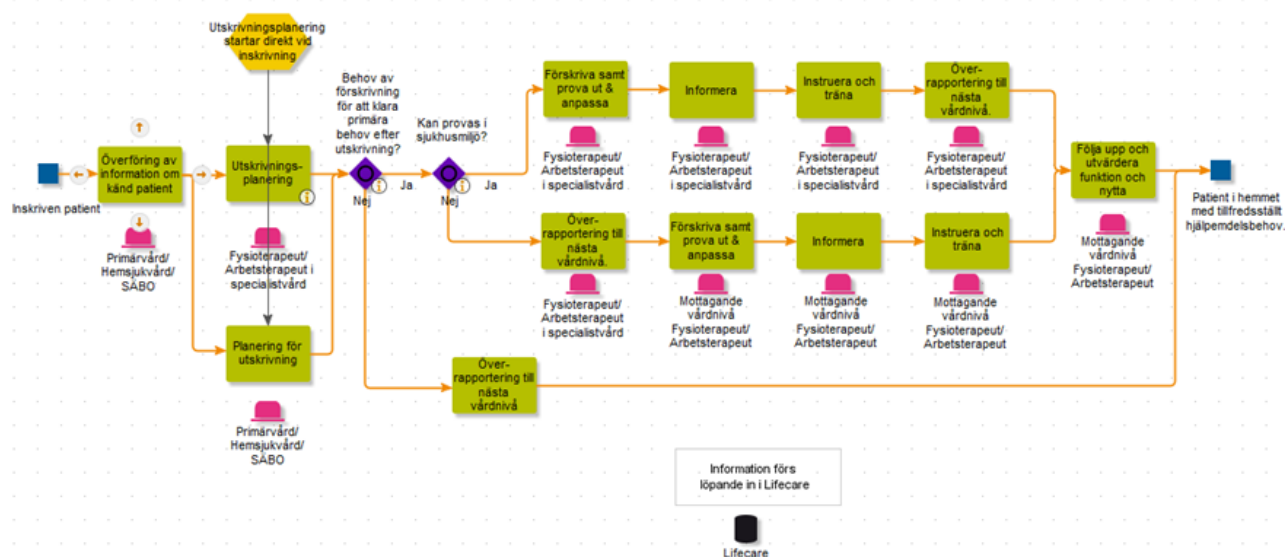 Utskrivningsplanering
startar direkt vid
inskrivning
Behov av
förskrivning
för att klara
primära
behov efter
utskrivning?
Kan provas i
sjukhusmiljö?
Förskriva samt
prova ut &
anpassa
Informera
Instruera och
träna
Över-
rapportering till
nästa
vårdnivå.
Fysioterapeut/
Arbetsterapeut
i specialistvård
Fysioterapeut/
Arbetsterapeut
i specialistvård
Fysioterapeut/
Arbetsterapeut
i specialistvård
Fysioterapeut/
Arbetsterapeut
i specialistvård
Inskriven patient
Överföring av
information om
känd patient
Primärvård/
Hemsjukvård/
SÄBO
Utskrivnings-
planering
Fysioterapeut/
Arbetsterapeut i
specialistvård
Ja
Nej
Ja
Nej
Följa upp och
utvärdera
funktion och
nytta
Mottagande
vårdnivå
Fysioterapeut/
Arbetsterapeut
Patient i hemmet
med tillfredsställt
hjälpemdelsbehov.
Över-
rapportering till
nästa
vårdnivå.
Förskriva samt
prova ut &
anpassa
Informera
Instruera och
träna
Fysioterapeut/
Arbetsterapeut
i specialistvård
Mottagande
vårdnivå
Fysioterapeut/
Arbetsterapeut
Mottagande
vårdnivå
Fysioterapeut/
Arbetsterapeut
Mottagande
vårdnivå
Fysioterapeut/
Arbetsterapeut
Planering för
utskrivning
Primärvård/
Hemsjukvård/
SÄBO
Över-
rapportering till
nästa
vårdnivå
Information förs
löpande in i Lifecare
Lifecare